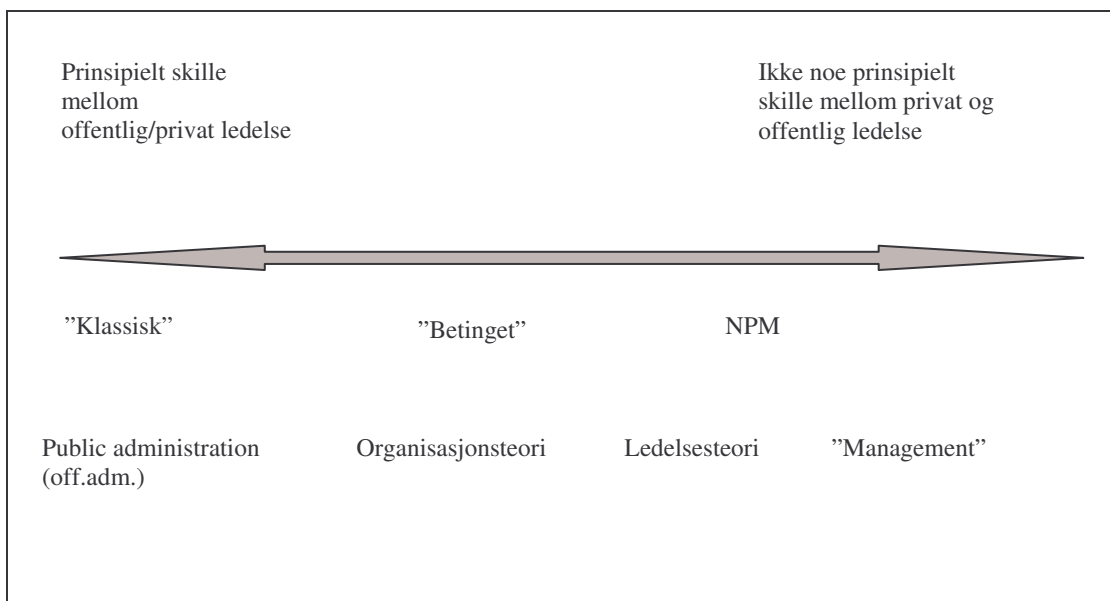 Prinsipielt skille
mellom
offentlig/privat ledelse
Ikke noe prinsipielt
skille mellom privat og
offentlig ledelse
”Klassisk”
”Betinget”
NPM
Public administration
(off.adm.)
Organisasjonsteori
Ledelsesteori
”Management”